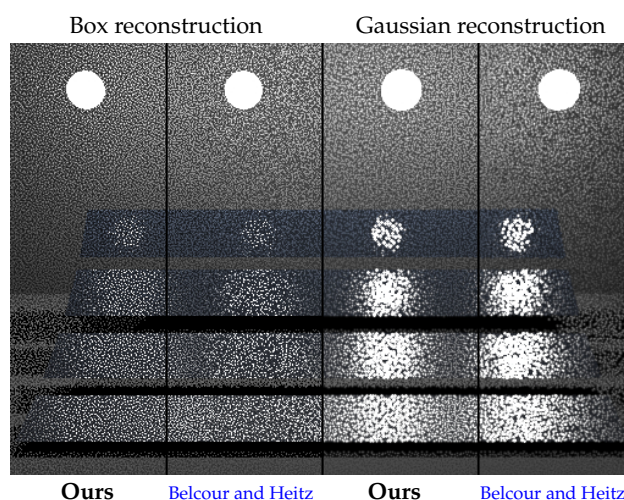 Box reconstruction Gaussian reconstruction
Ours Belcour and Heitz Ours Belcour and Heitz